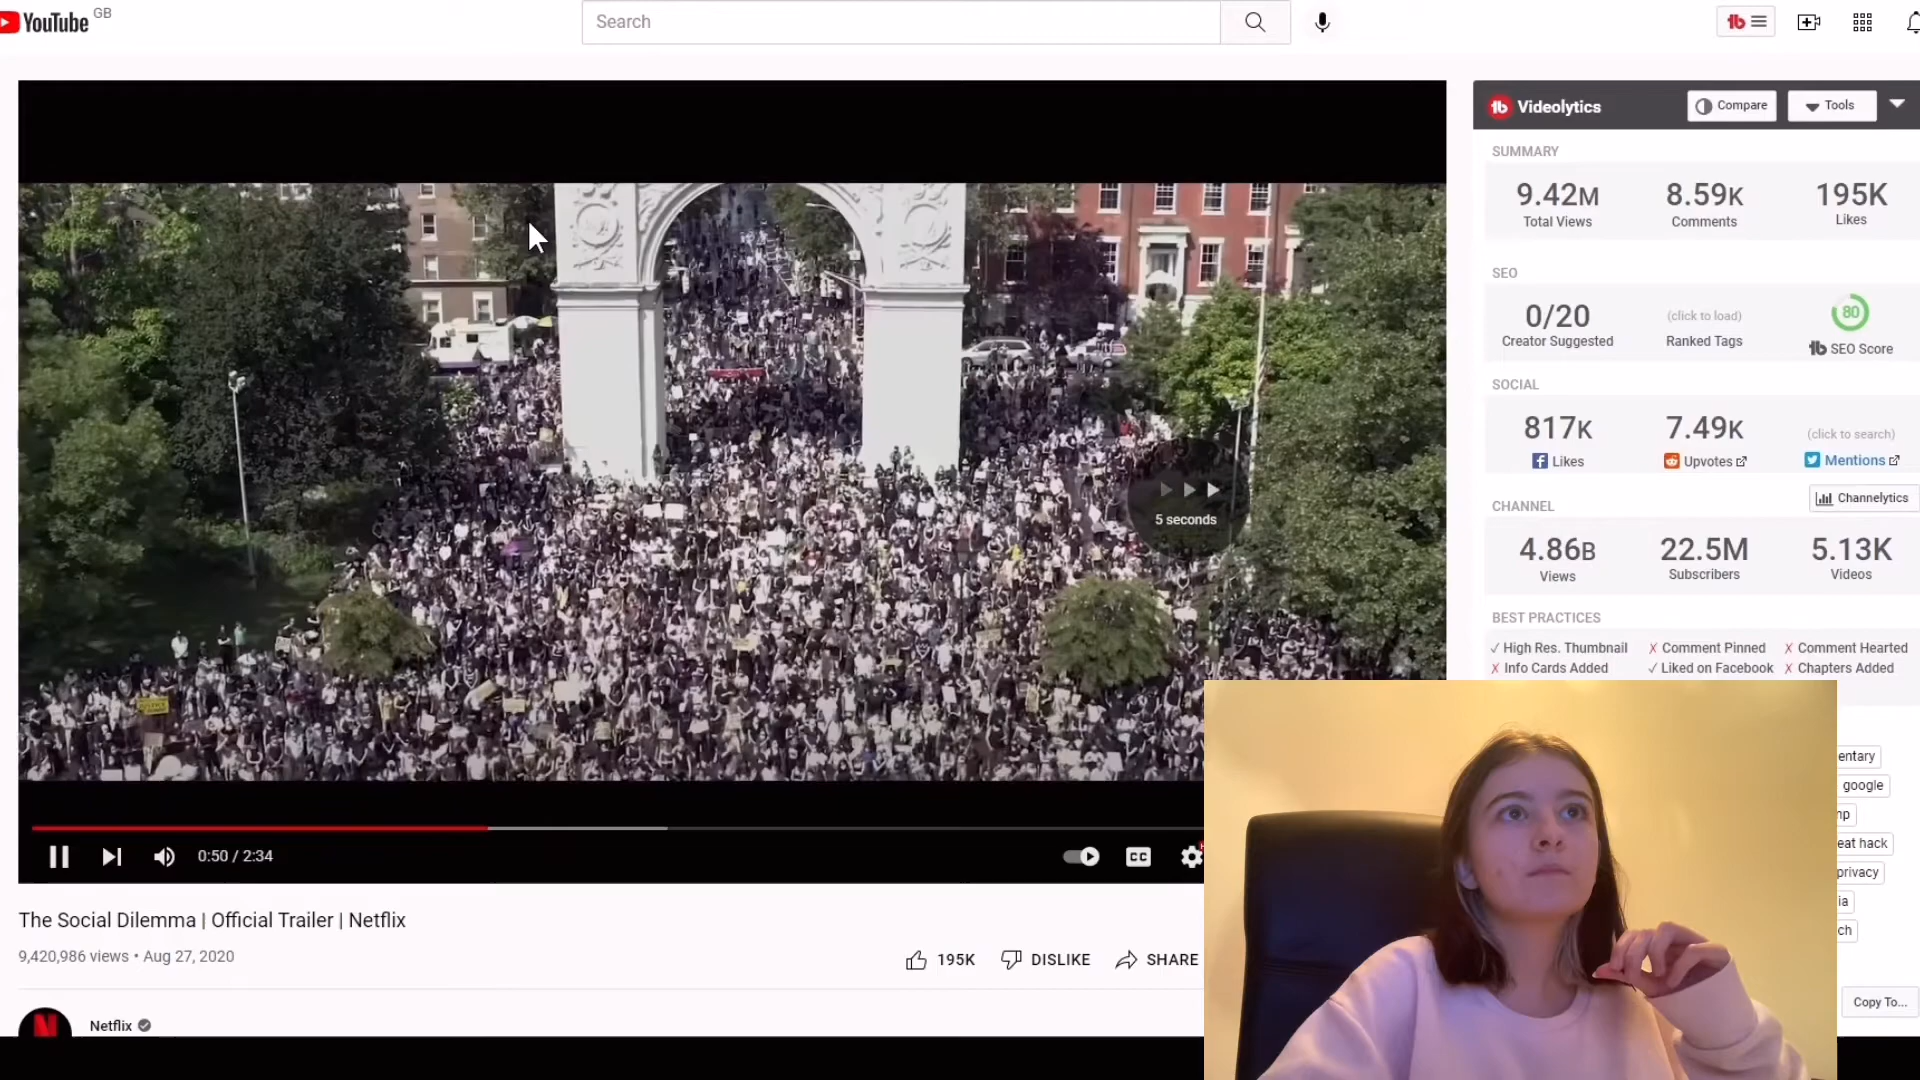 YouTube GB
Search
Videolytics
Compare
Tools
SUMMARY
9.42M 8.59K 195K
Total Views Comments Likes
SEO
0/20 (click to load) 80
Creator Suggested Ranked Tags SEO Score
SOCIAL
817K 7.49K (click to search)
Likes Upvotes Mentions
CHANNEL Channelytics
4.86B 22.5M 5.13K
Views Subscribers Videos
BEST PRACTICES
High Res. Thumbnail Comment Pinned Comment Hearted
Info Cards Added Liked on Facebook Chapters Added
5 seconds
0:50 / 2:34
CC
The Social Dilemma | Official Trailer | Netflix
9,420,986 views • Aug 27, 2020
195K DISLIKE SHARE
Netflix
entary
google
np
eat hack
privacy
ia
ch
Copy To...